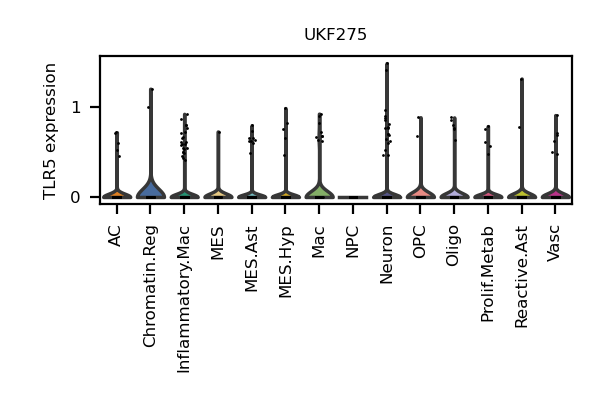 UKF275
TLR5 expression
1
0
AC
Chromatin.Reg
Inflammatory.Mac
MES
MES.Ast
MES.Hyp
Mac
NPC
Neuron
OPC
Oligo
Prolif.Metab
Reactive.Ast
Vasc